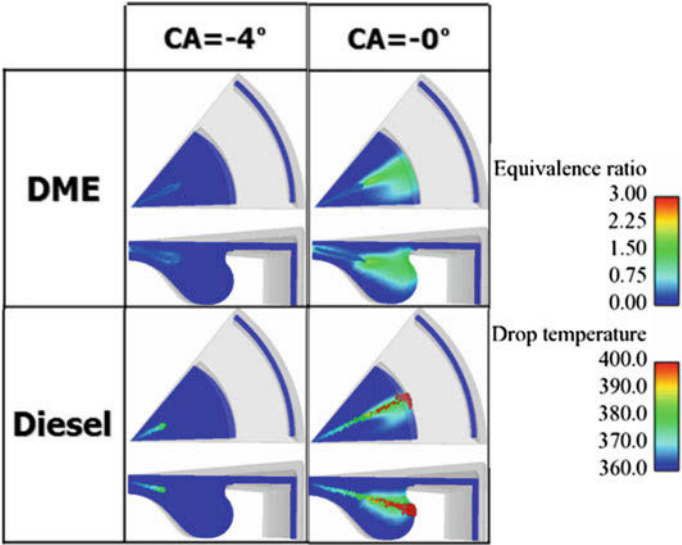 CA=-4°
CA=-0°
DME
Equivalence ratio
3.00
2.25
1.50
0.75
0.00
Diesel
Drop temperature
400.0
390.0
380.0
370.0
360.0